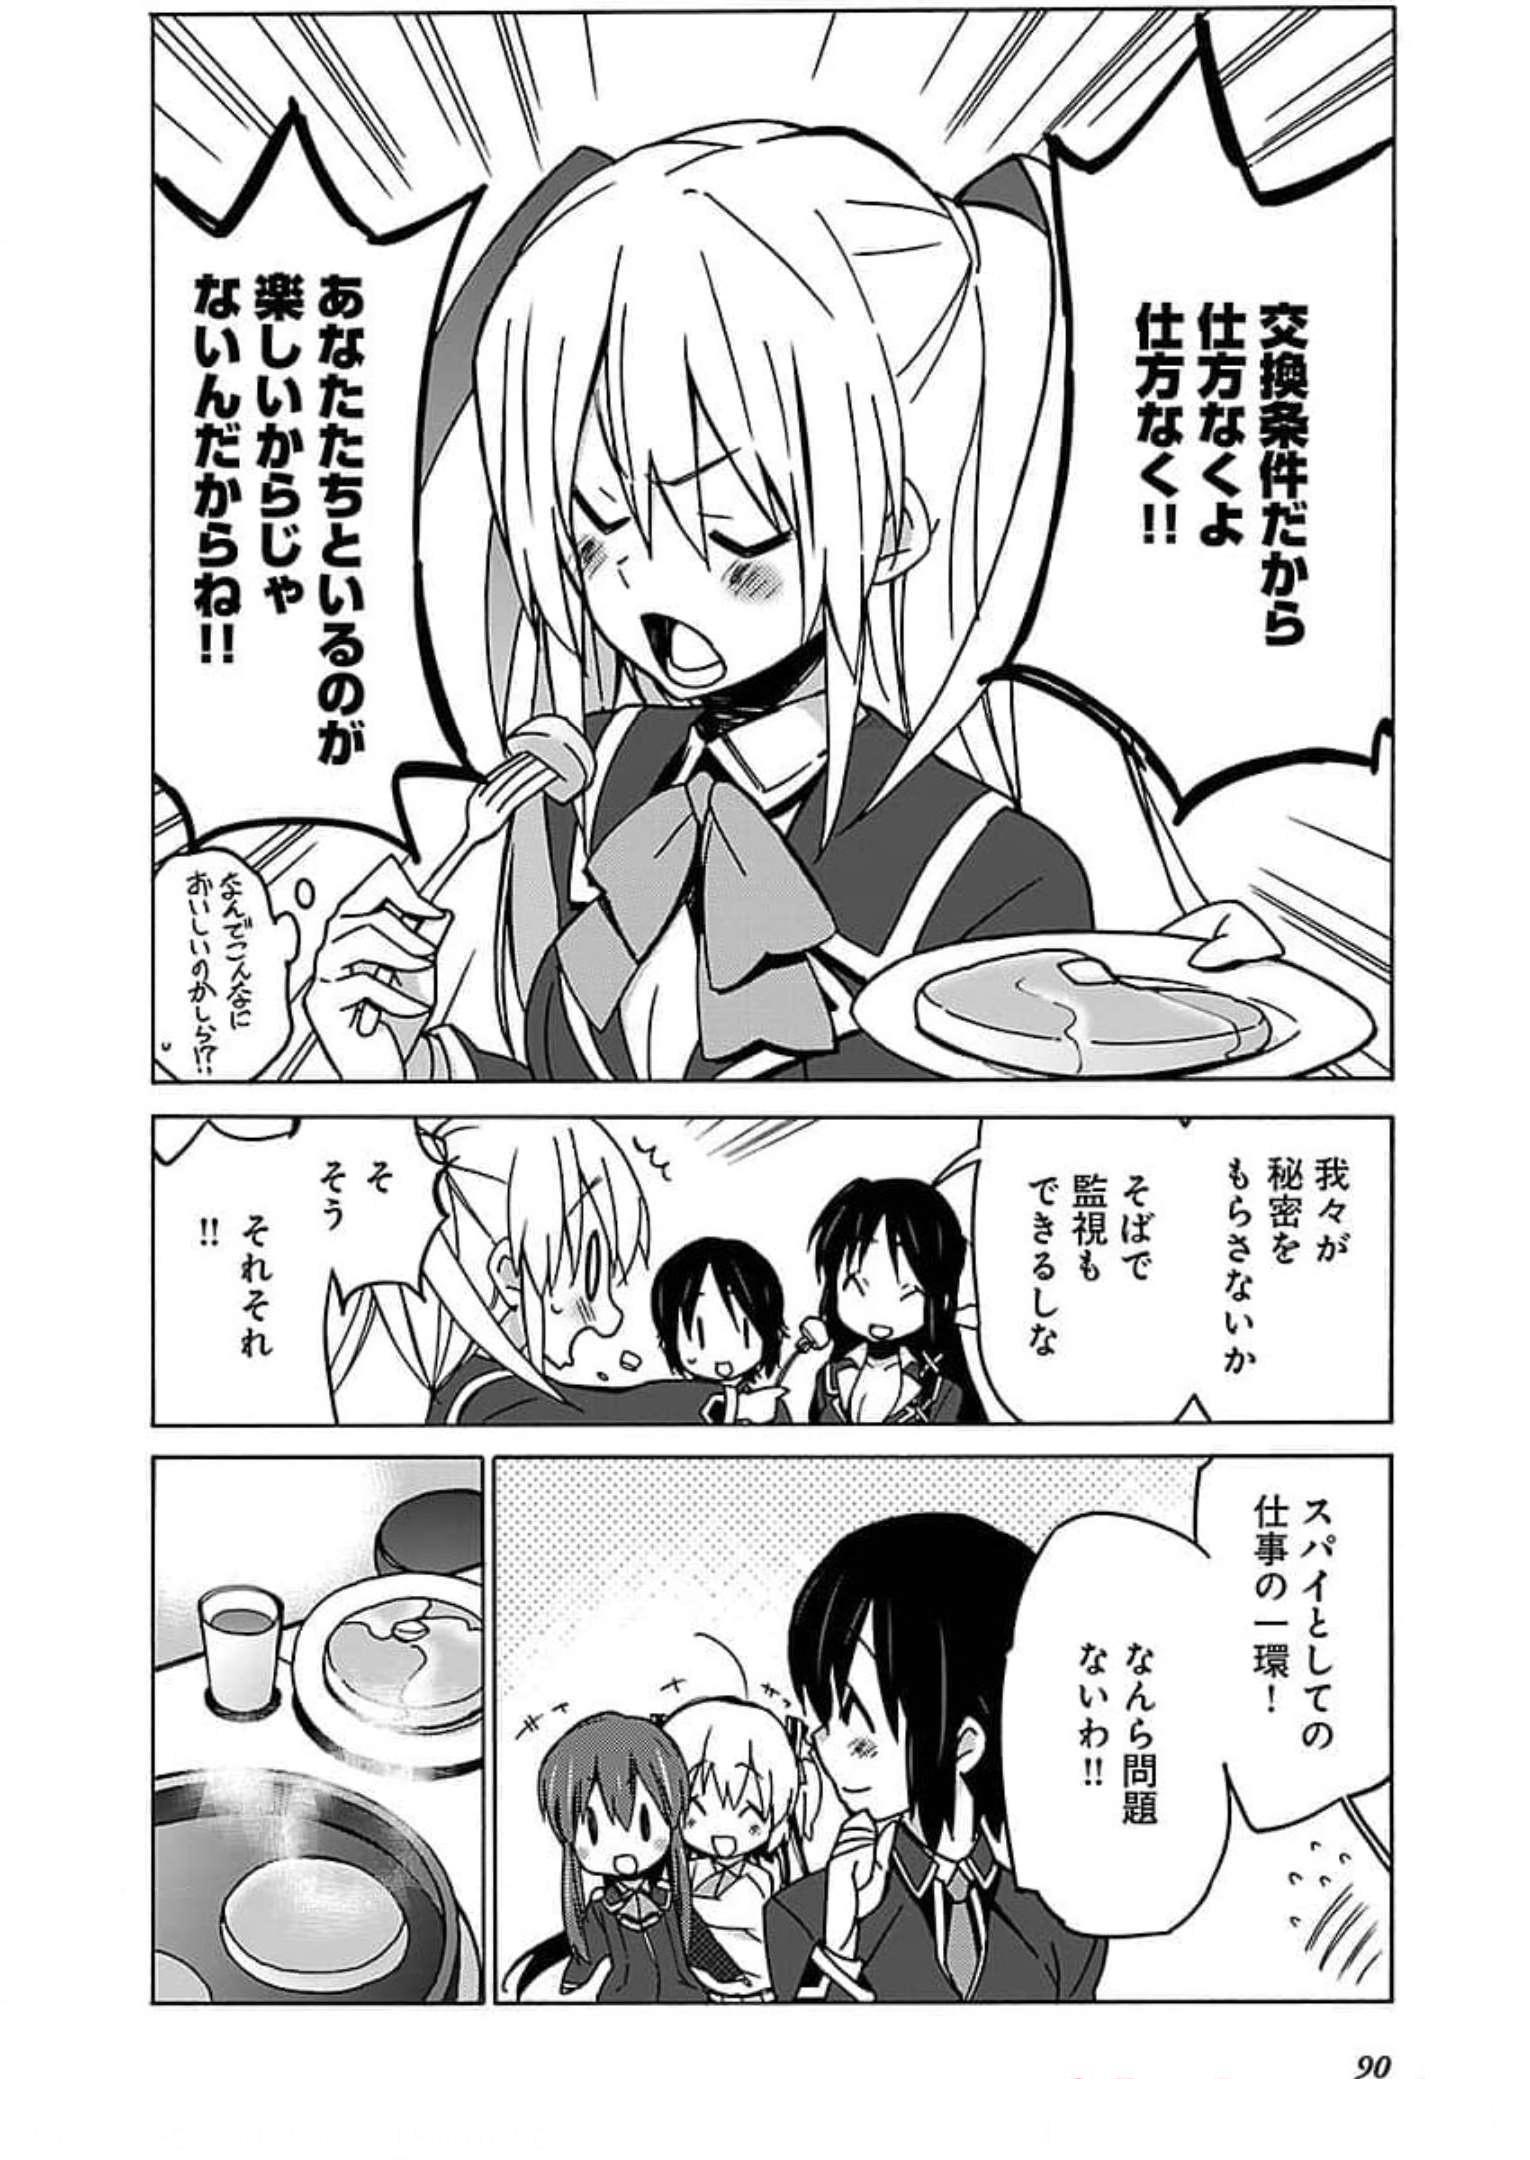 交換条件だから
仕方なくよ
仕方なく!!
あなたたちといるのが
楽しいからじゃ
ないんだからね!!
なんでこんなに
おいしいのかしら!?
我々が
秘密を
もらさないか
そばで
監視も
できるしな
そ
そう
それそれ
!!
スパイとしての
仕事の一環!
なんら問題
ないわ!!
90